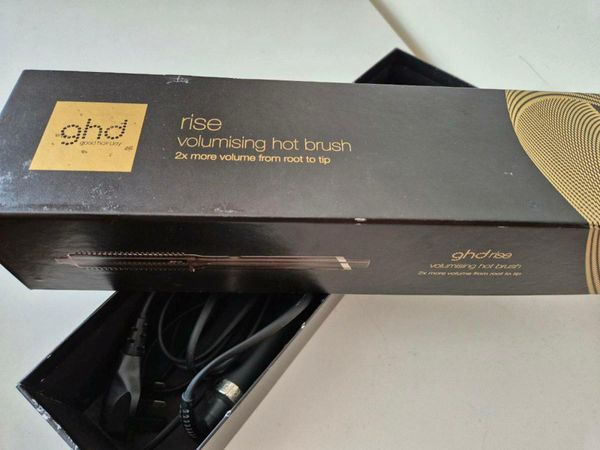 ghd
good hair day
rise
volumising hot brush
2x more volume from root to tip
ghd rise
volumising hot brush
2x more volume from root to tip